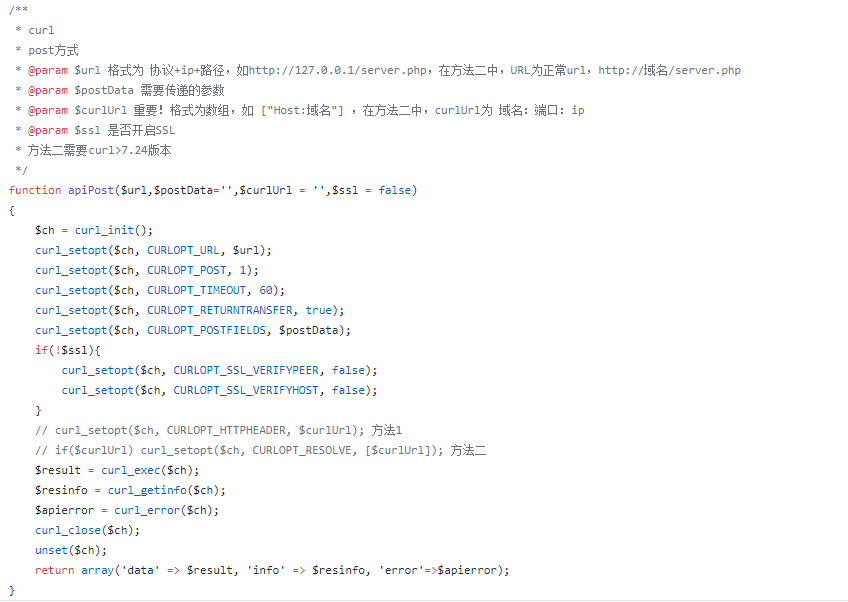 /**
 * curl
 * post方式
 * @param $url 格式为 协议+ip+路径，如http://127.0.0.1/server.php，在方法二中，URL为正常url，http://域名/server.php
 * @param $postData 需要传递的参数
 * @param $curlUrl 重要！格式为数组，如 ["Host:域名"] ，在方法二中，curlUrl为 域名：端口：ip
 * @param $ssl 是否开启SSL
 * 方法二需要curl>7.24版本
 */
function apiPost($url,$postData='',$curlUrl = '',$ssl = false)
{
    $ch = curl_init();
    curl_setopt($ch, CURLOPT_URL, $url);
    curl_setopt($ch, CURLOPT_POST, 1);
    curl_setopt($ch, CURLOPT_TIMEOUT, 60);
    curl_setopt($ch, CURLOPT_RETURNTRANSFER, true);
    curl_setopt($ch, CURLOPT_POSTFIELDS, $postData);
    if(!$ssl){
        curl_setopt($ch, CURLOPT_SSL_VERIFYPEER, false);
        curl_setopt($ch, CURLOPT_SSL_VERIFYHOST, false);
    }
    // curl_setopt($ch, CURLOPT_HTTPHEADER, $curlUrl); 方法1
    // if($curlUrl) curl_setopt($ch, CURLOPT_RESOLVE, [$curlUrl]); 方法二
    $result = curl_exec($ch);
    $resinfo = curl_getinfo($ch);
    $apierror = curl_error($ch);
    curl_close($ch);
    unset($ch);
    return array('data' => $result, 'info' => $resinfo, 'error'=>$apierror);
}